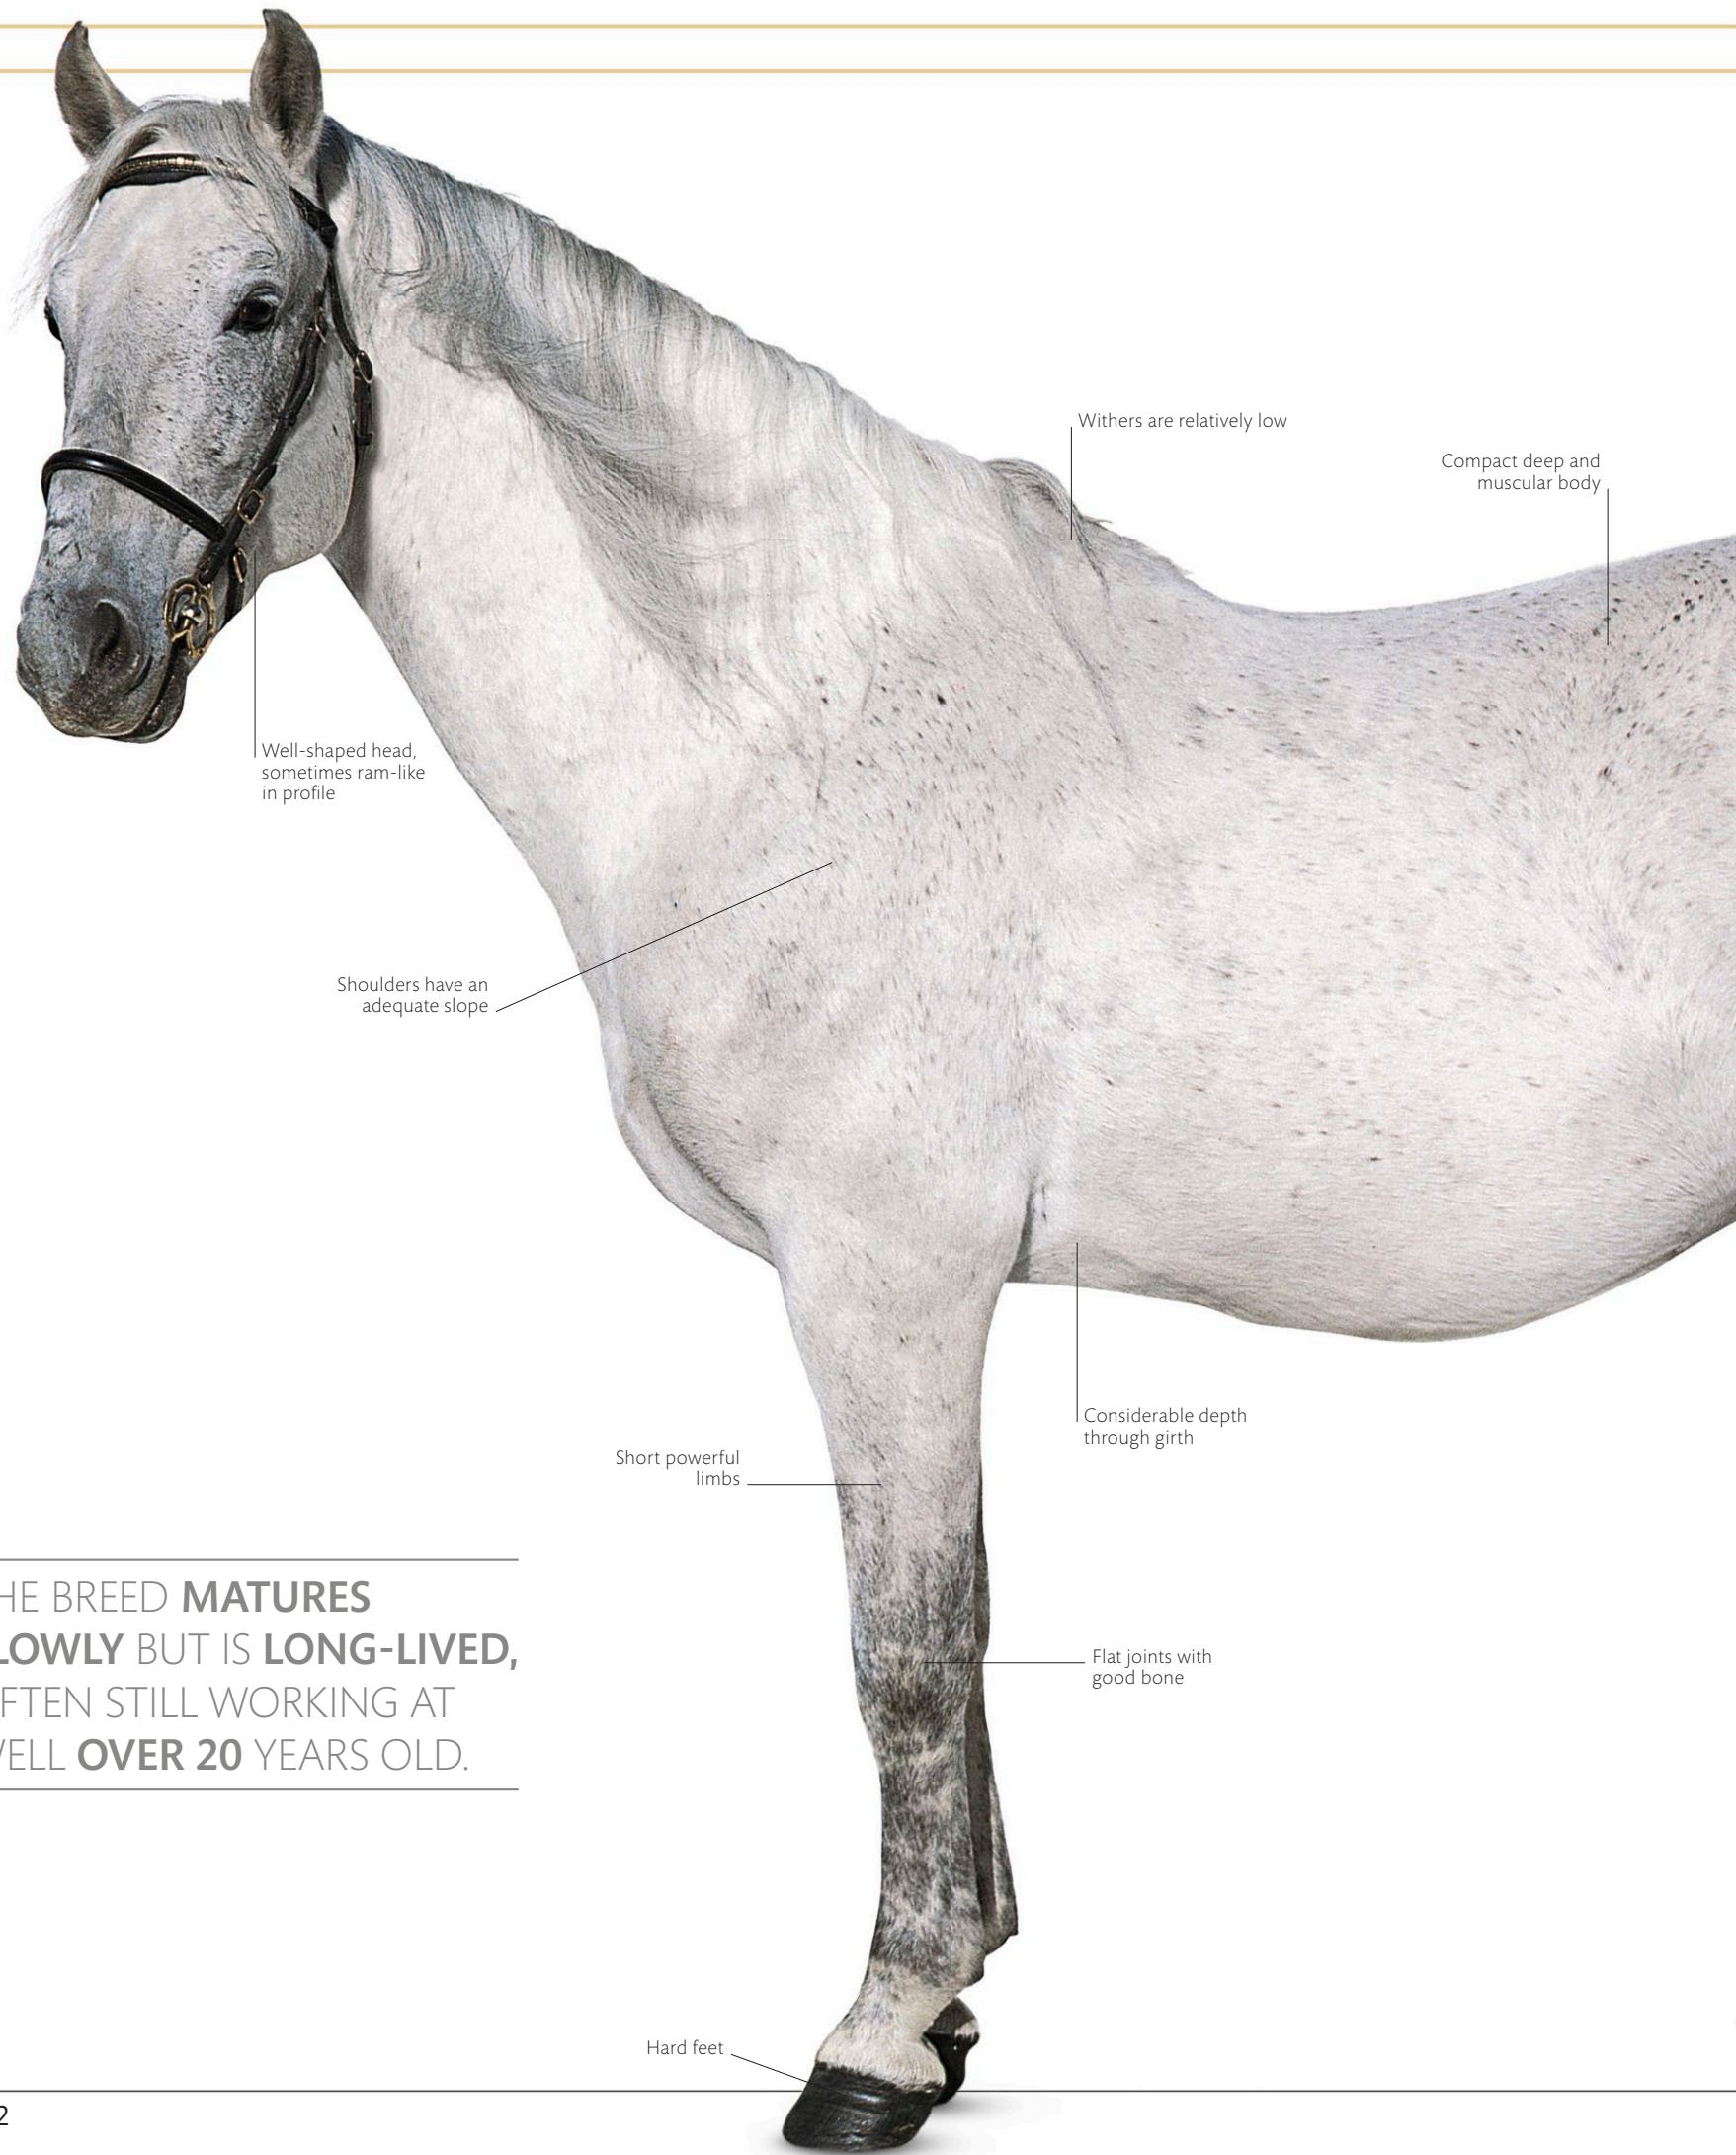 Withers are relatively low
Compact deep and
muscular body
Well-shaped head,
sometimes ram-like
in profile
Shoulders have an
adequate slope
Considerable depth
through girth
Short powerful
limbs
HE BREED MATURES
LOWLY BUT IS LONG-LIVED,
FTEN STILL WORKING AT
WELL OVER 20 YEARS OLD.
Flat joints with
good bone
Hard feet
2